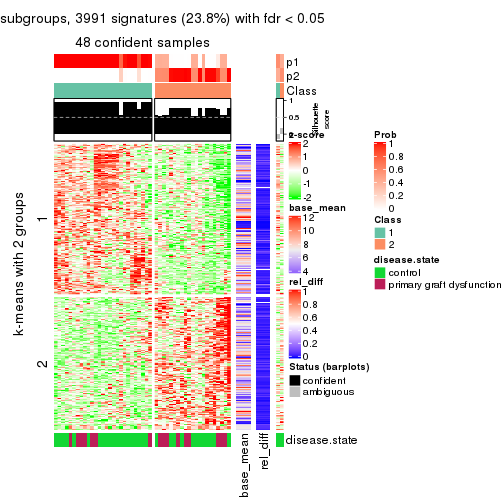 subgroups, 3991 signatures (23.8%) with fdr < 0.05
48 confident samples
p1
p2
Class
1
0.5
0
Silhouette
score
z-score
2
1
0
-1
-2
base_mean
12
10
8
6
4
rel_diff
1
0.8
0.6
0.4
0.2
0
Status (barplots)
confident
ambiguous
Prob
1
0.8
0.6
0.4
0.2
0
Class
1
2
disease.state
control
primary graft dysfunction
k-means with 2 groups
1
2
disease.state
base_mean
rel_diff